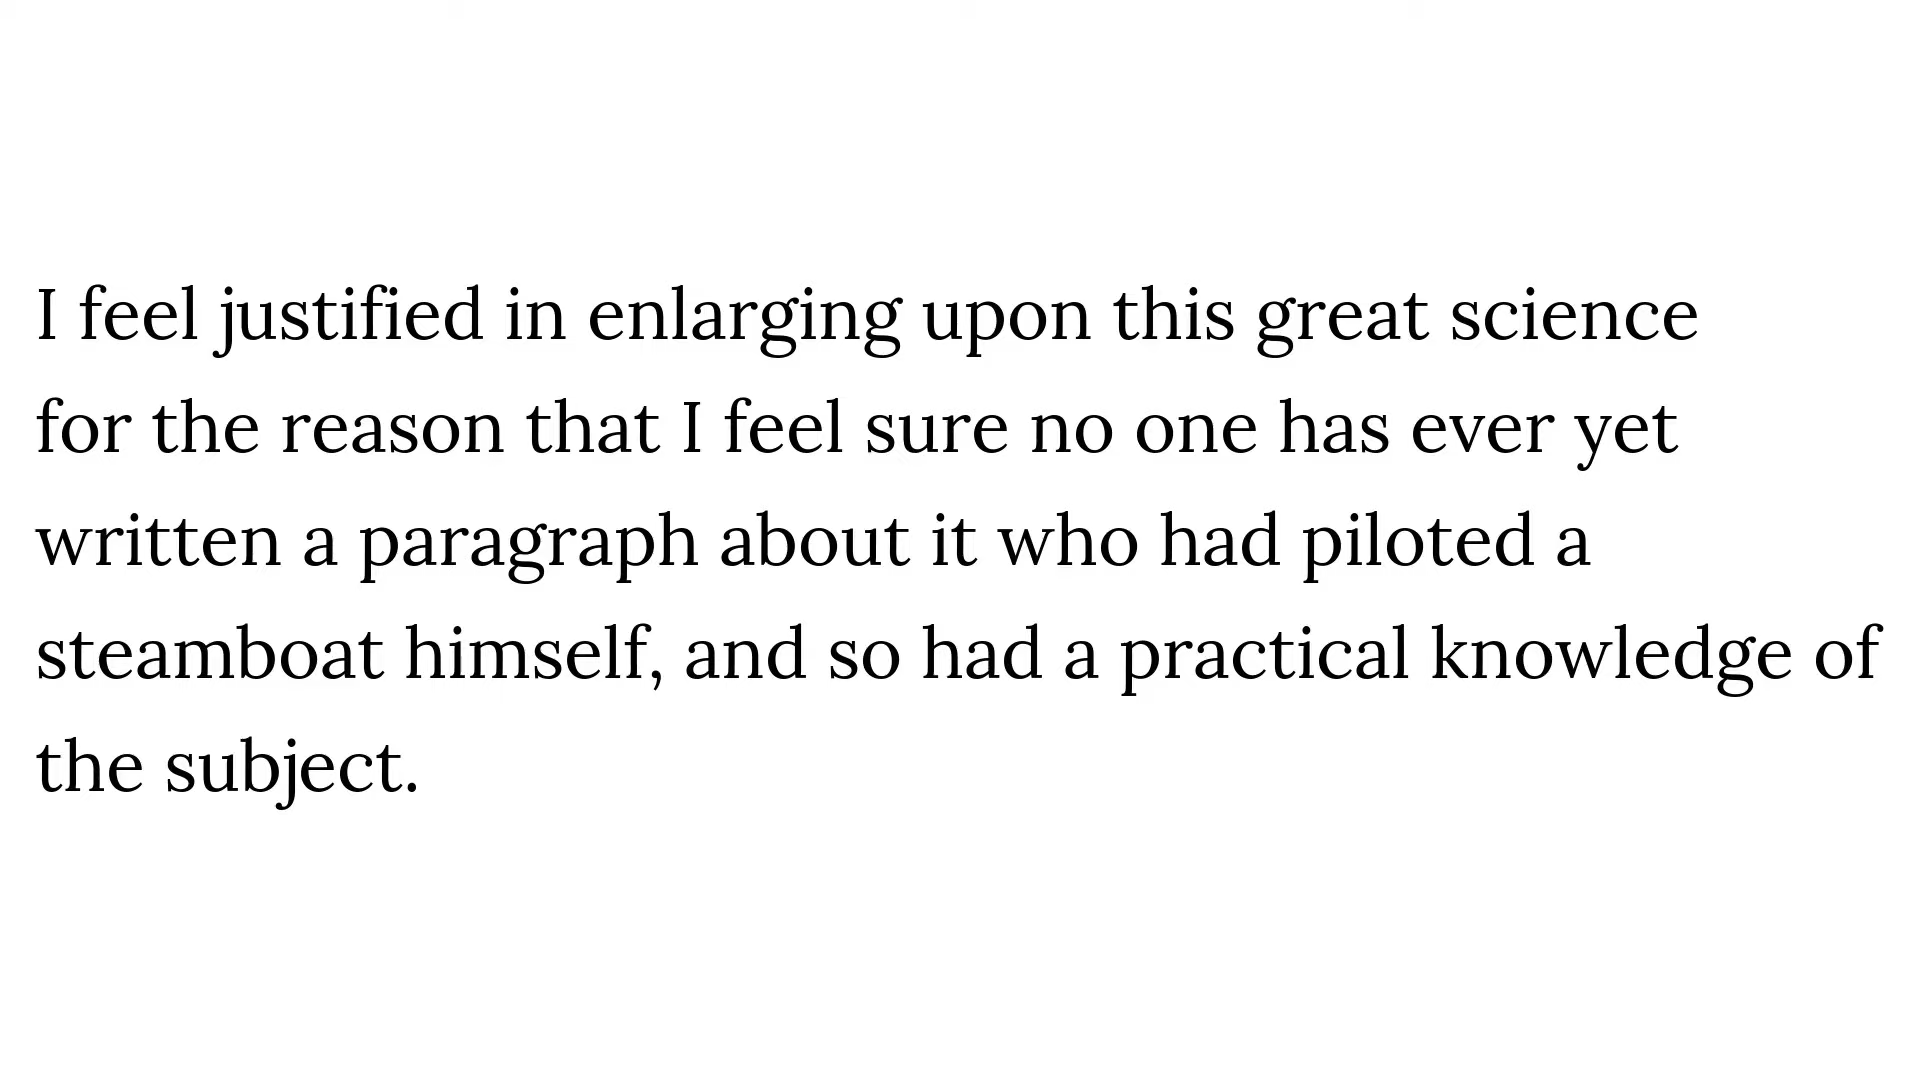 I feel justified in enlarging upon this great science
for the reason that I feel sure no one has ever yet
written a paragraph about it who had piloted a
steamboat himself, and so had a practical knowledge of
the subject.